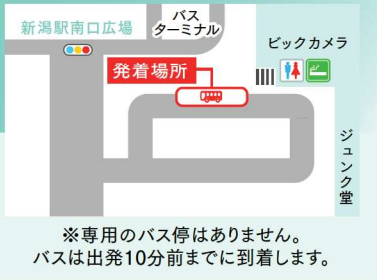 新潟駅南口広場
バス
ターミナル
ビックカメラ
発着場所
ジュンク堂
※専用のバス停はありません。
バスは出発10分前までに到着します。